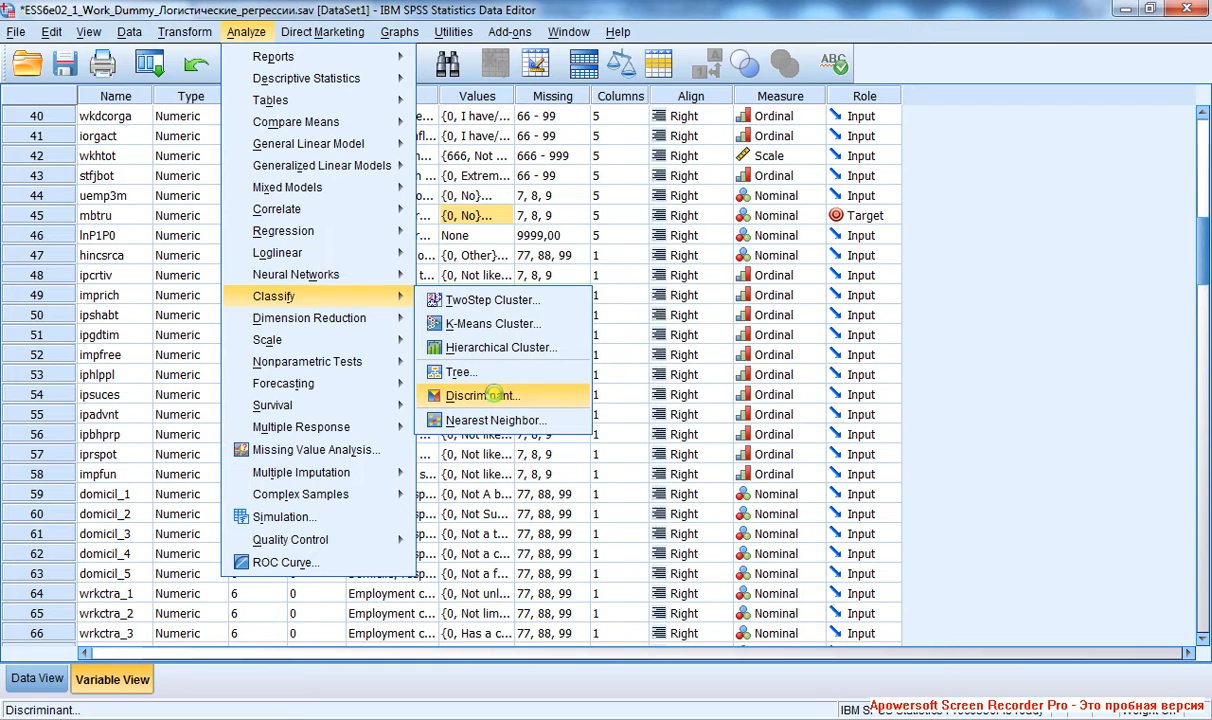 *ESS6e02_1_Work_Dummy_Логистические_регрессии.sav [DataSet1] - IBM SPSS Statistics Data Editor
File Edit View Data Transform Analyze Direct Marketing Graphs Utilities Add-ons Window Help
Name Type Values Missing Columns Align Measure Role
40 wkdcorga Numeric {0, I have/... 66 - 99 5 Right Ordinal Input
41 iorgact Numeric {0, I have/... 66 - 99 5 Right Ordinal Input
42 wkhtot Numeric {666, Not ... 666 - 999 5 Right Scale Input
43 stfjbot Numeric {0, Extrem... 66 - 99 5 Right Ordinal Input
44 uemp3m Numeric {0, No}... 7, 8, 9 5 Right Nominal Input
45 mbtru Numeric {0, No}... 7, 8, 9 5 Right Nominal Target
46 lnP1P0 Numeric None 9999,00 5 Right Nominal Input
47 hincsrca Numeric {0, Other}... 77, 88, 99 1 Right Nominal Input
48 ipcrtiv Numeric {0, Not like... 7, 8, 9 1 Right Ordinal Input
49 imprich Numeric 1 Right Ordinal Input
50 ipshabt Numeric 1 Right Ordinal Input
51 ipgdtim Numeric 1 Right Ordinal Input
52 impfree Numeric 1 Right Ordinal Input
53 iphlppl Numeric 1 Right Ordinal Input
54 ipsuces Numeric 1 Right Ordinal Input
55 ipadvnt Numeric 1 Right Ordinal Input
56 ipbhprp Numeric {0, Not like... 7, 8, 9 1 Right Ordinal Input
57 iprspot Numeric {0, Not like... 7, 8, 9 1 Right Ordinal Input
58 impfun Numeric {0, Not like... 7, 8, 9 1 Right Ordinal Input
59 domicil_1 Numeric {0, Not A b... 77, 88, 99 1 Right Nominal Input
60 domicil_2 Numeric {0, Not Su... 77, 88, 99 1 Right Nominal Input
61 domicil_3 Numeric {0, Not a t... 77, 88, 99 1 Right Nominal Input
62 domicil_4 Numeric {0, Not a c... 77, 88, 99 1 Right Nominal Input
63 domicil_5 Numeric {0, Not a f... 77, 88, 99 1 Right Nominal Input
64 wrkctra_1 Numeric 6 0 Employment c... {0, Not unl... 77, 88, 99 1 Right Nominal Input
65 wrkctra_2 Numeric 6 0 Employment c... {0, Not lim... 77, 88, 99 1 Right Nominal Input
66 wrkctra_3 Numeric 6 0 Employment c... {0, Has a c... 77, 88, 99 1 Right Nominal Input
Reports
Descriptive Statistics
Tables
Compare Means
General Linear Model
Generalized Linear Models
Mixed Models
Correlate
Regression
Loglinear
Neural Networks
Classify
Dimension Reduction
Scale
Nonparametric Tests
Forecasting
Survival
Multiple Response
Missing Value Analysis...
Multiple Imputation
Complex Samples
Simulation...
Quality Control
ROC Curve...
TwoStep Cluster...
K-Means Cluster...
Hierarchical Cluster...
Tree...
Discriminant...
Nearest Neighbor...
Data View Variable View
Discriminant...
Apowersoft Screen Recorder Pro - Это пробная версия